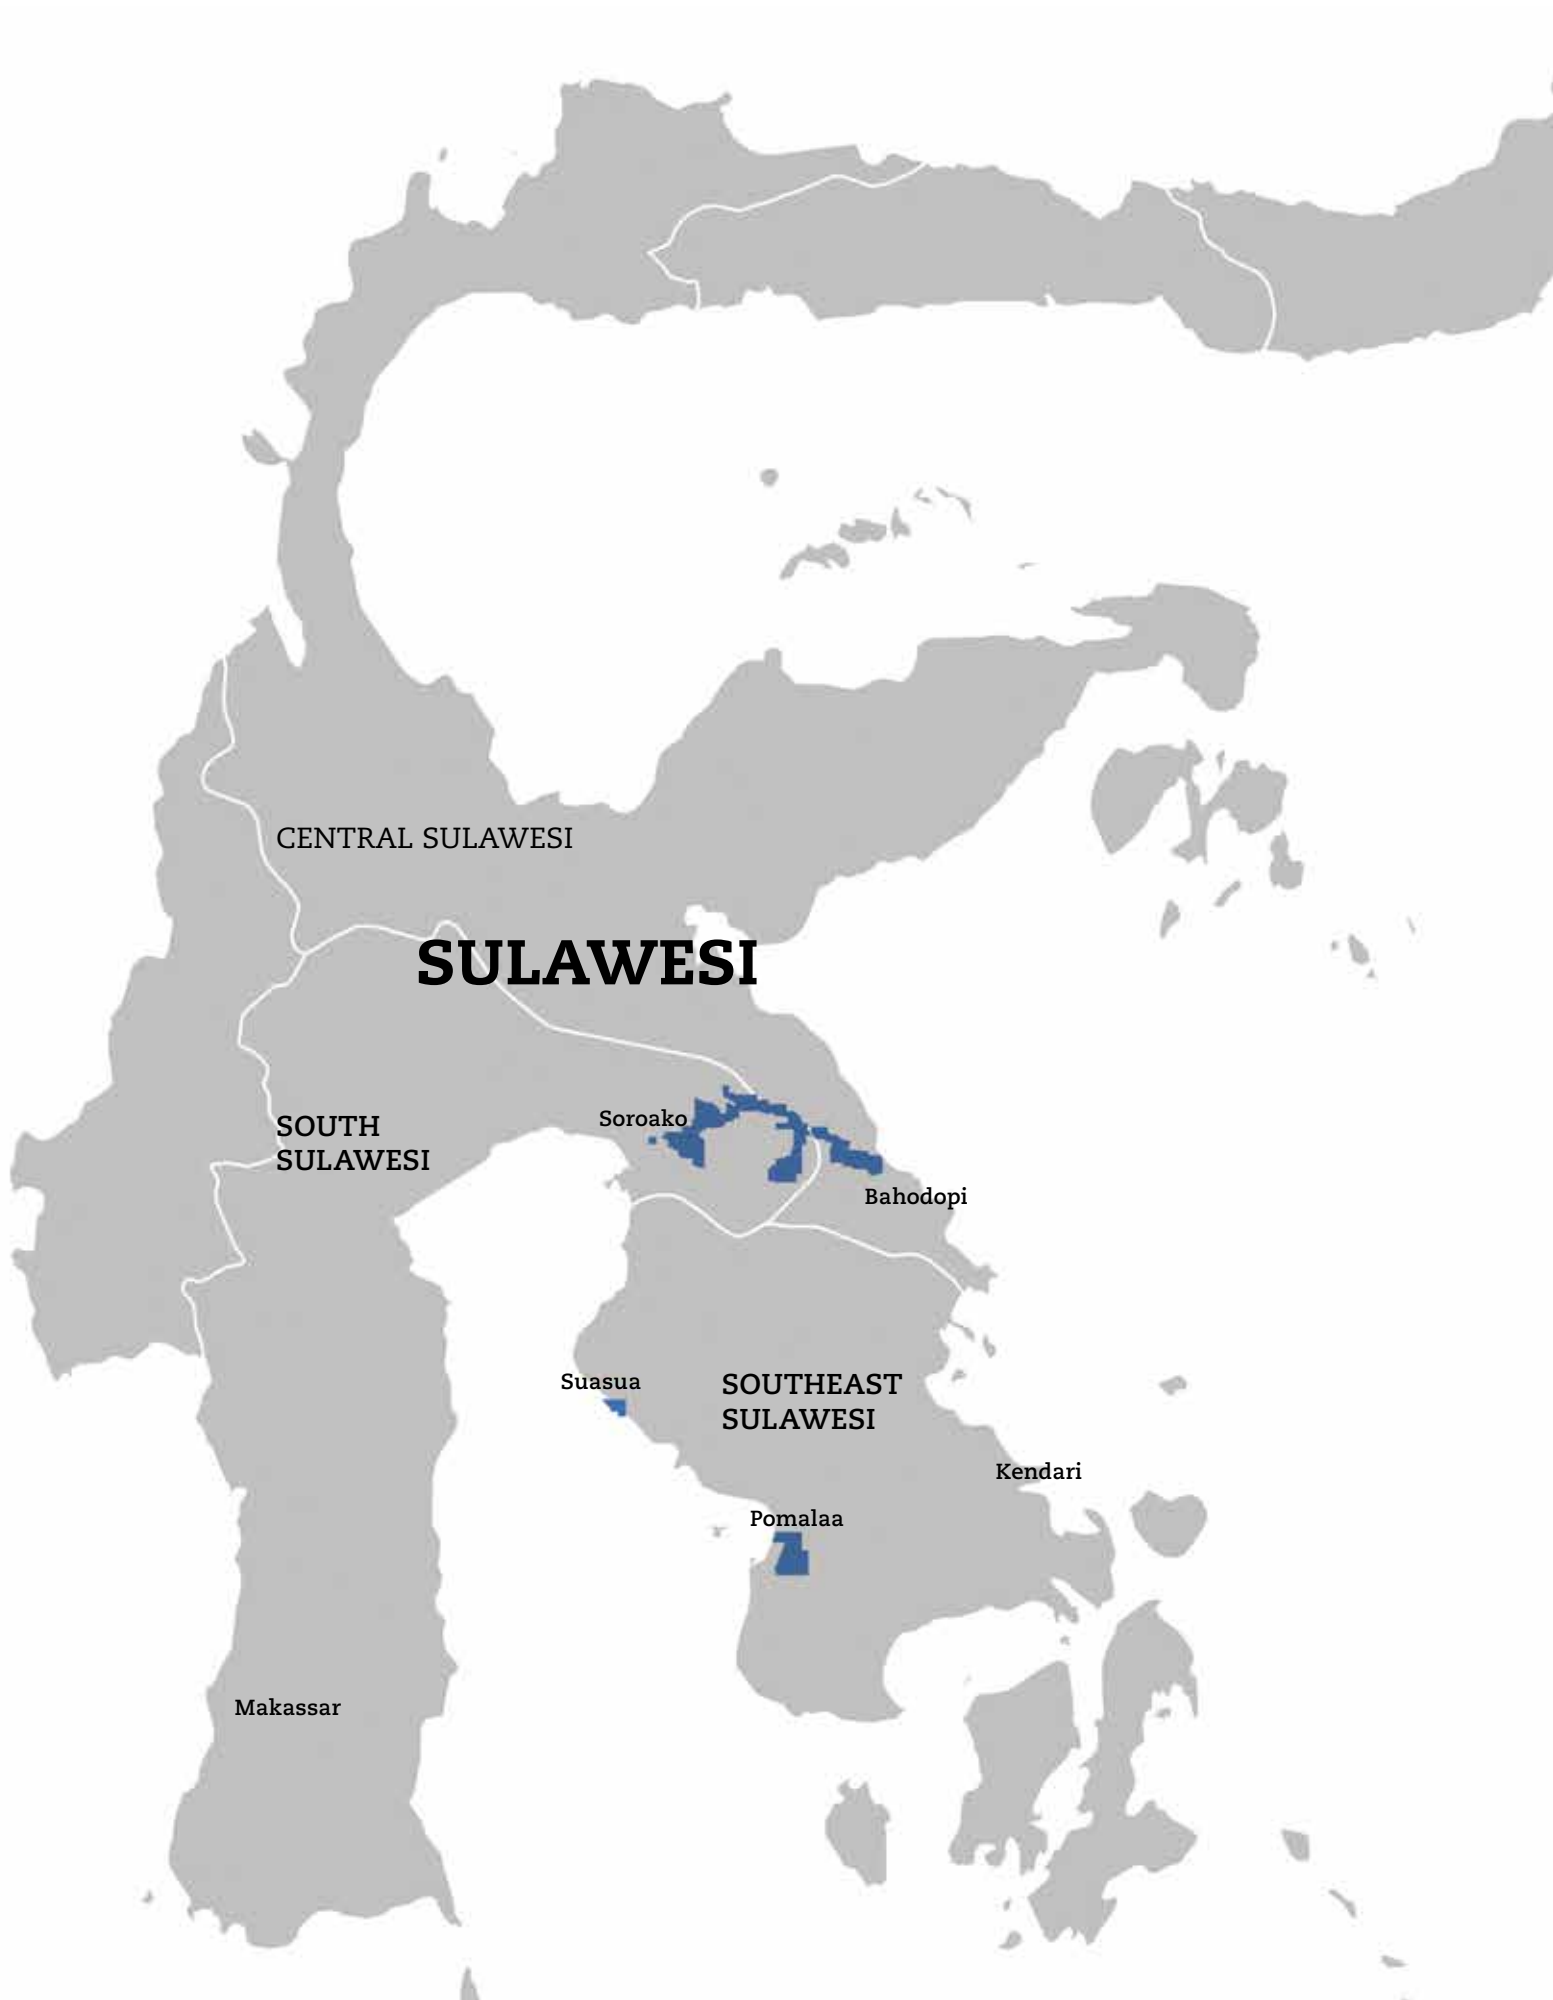 CENTRAL SULAWESI
SULAWESI
Soroako
SOUTH
SULAWESI
Bahodopi
Suasua
SOUTHEAST
SULAWESI
Kendari
Pomalaa
Makassar